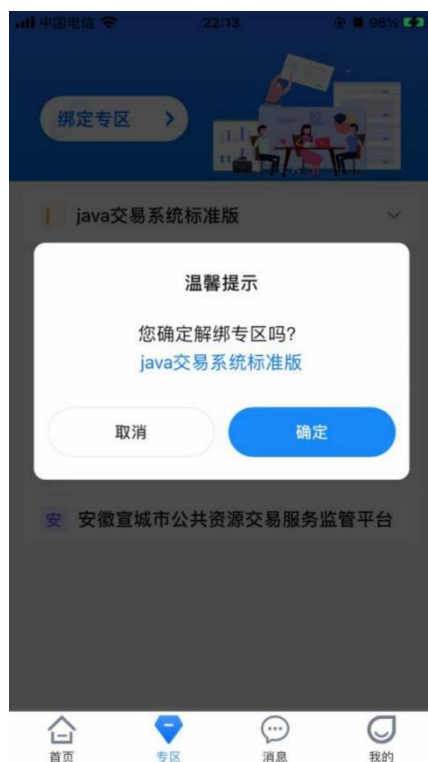 中国电信 22:13 96%
绑定专区
j java交易系统标准版
温馨提示
您确定解绑专区吗?
java交易系统标准版
取消 确定
安 安徽宣城市公共资源交易服务监管平台
首页 专区 消息 我的